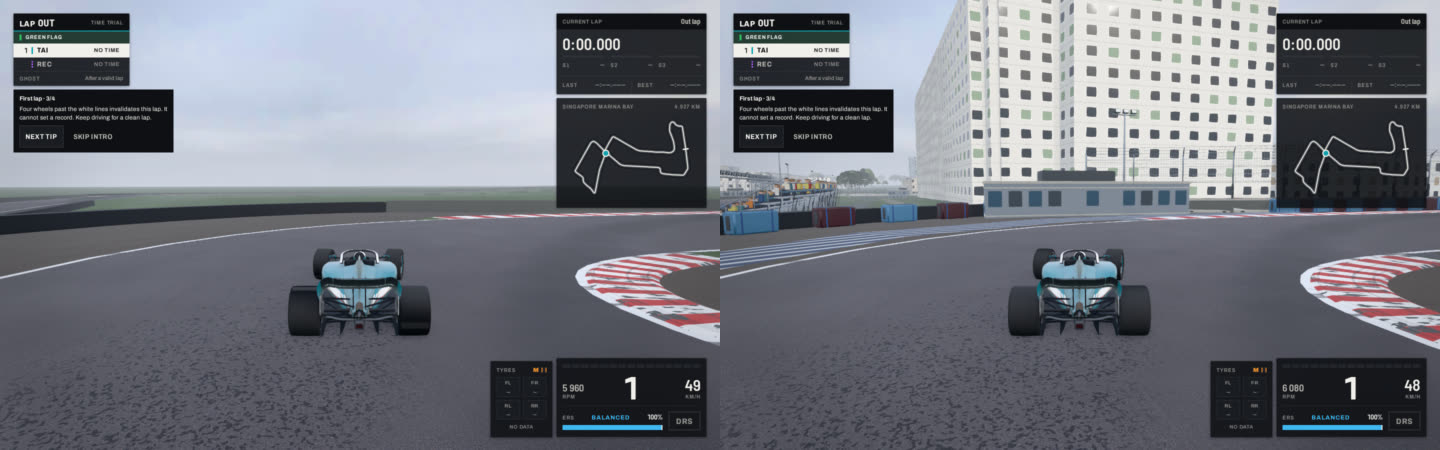 LAP OUT TIME TRIAL
GREEN FLAG
1 TAI NO TIME
REC NO TIME
GHOST After a valid lap
First lap · 3/4
Four wheels past the white lines invalidates this lap. It
cannot set a record. Keep driving for a clean lap.
NEXT TIP SKIP INTRO
CURRENT LAP Out lap
0:00.000
S1 – S2 – S3 –
LAST --:--.--- BEST --:--.---
SINGAPORE MARINA BAY 4.937 KM
TYRES M
FL FR
– –
RL RR
– –
NO DATA
5 960 1 49
RPM KM/H
ERS BALANCED 100% DRS
LAP OUT TIME TRIAL
GREEN FLAG
1 TAI NO TIME
REC NO TIME
GHOST After a valid lap
First lap · 3/4
Four wheels past the white lines invalidates this lap. It
cannot set a record. Keep driving for a clean lap.
NEXT TIP SKIP INTRO
CURRENT LAP Out lap
0:00.000
S1 – S2 – S3 –
LAST --:--.--- BEST --:--.---
SINGAPORE MARINA BAY 4.937 KM
TYRES M
FL FR
– –
RL RR
– –
NO DATA
6 080 1 48
RPM KM/H
ERS BALANCED 100% DRS